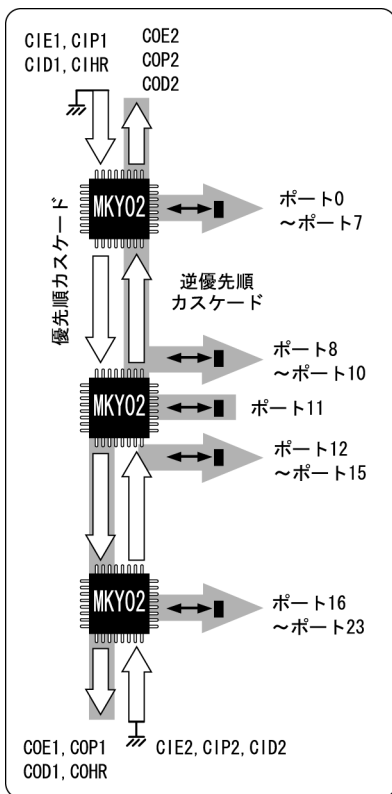 CIE1, CIP1
CID1, CIHR
COE2
COP2
COD2
MKY02
ポート0
～ポート7
優先順カスケード
逆優先順
カスケード
ポート8
～ポート10
MKY02
ポート11
ポート12
～ポート15
MKY02
ポート16
～ポート23
COE1, COP1
COD1, COHR
CIE2, CIP2, CID2